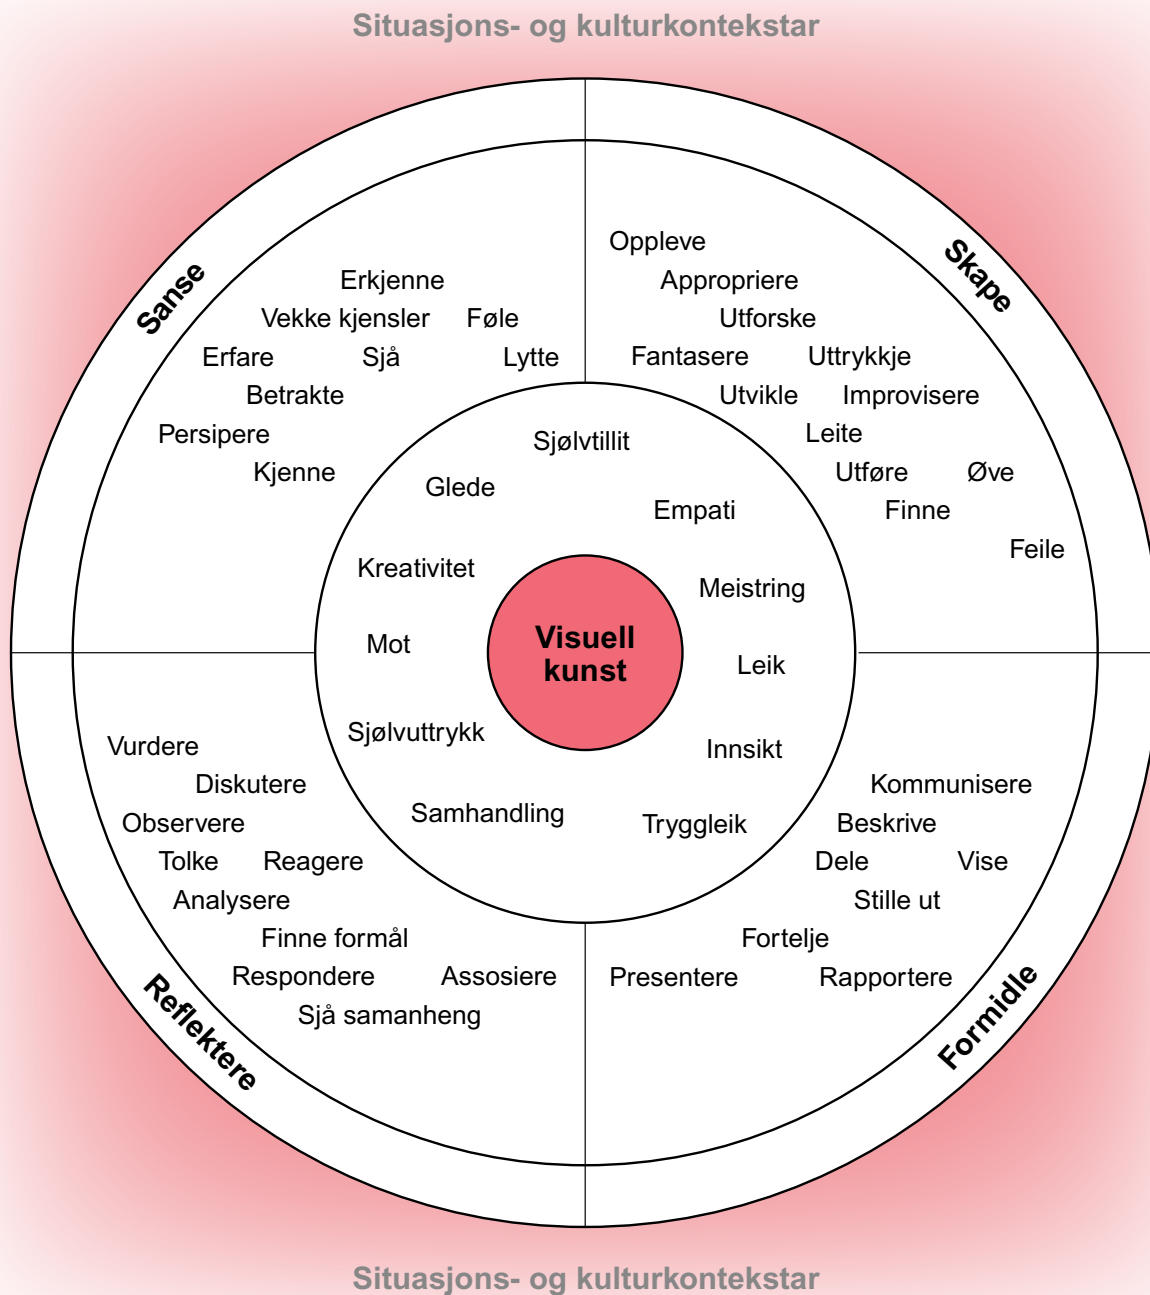 Situasjons- og kulturkontekstar
Sanse
Erkjenne
Vekke kjensler
Føle
Erfare
Sjå
Lytte
Betrakte
Persipere
Kjenne
Skape
Oppleve
Appropriere
Utforske
Fantasere
Uttrykkje
Utvikle
Improvisere
Leite
Utføre
Øve
Finne
Feile
Sjølvtillit
Glede
Empati
Kreativitet
Meistring
Mot
Visuell
kunst
Leik
Sjølvuttrykk
Innsikt
Samhandling
Tryggleik
Vurdere
Diskutere
Observere
Tolke
Reagere
Analysere
Finne formål
Respondere
Assosiere
Sjå samanheng
Reflektere
Kommunisere
Beskrive
Dele
Vise
Stille ut
Fortelje
Presentere
Rapportere
Formidle
Situasjons- og kulturkontekstar